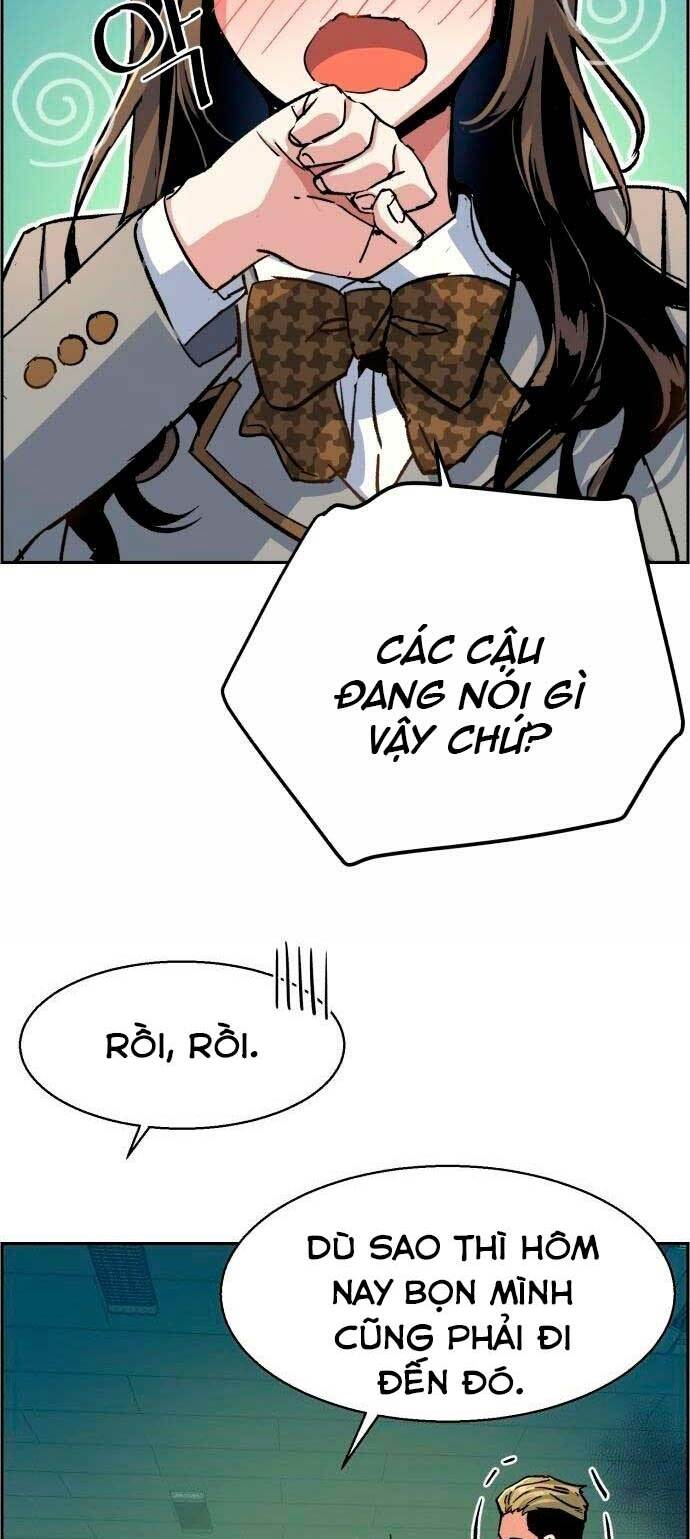 아
CÁC CẬU
ĐANG NÓI GÌ
VẬY CHỨ?
RỒI, RỒI.
DÙ SAO THÌ HÔM
NAY BỌN MÌNH
CŨNG PHẢI ĐI
ĐẾN ĐÓ.